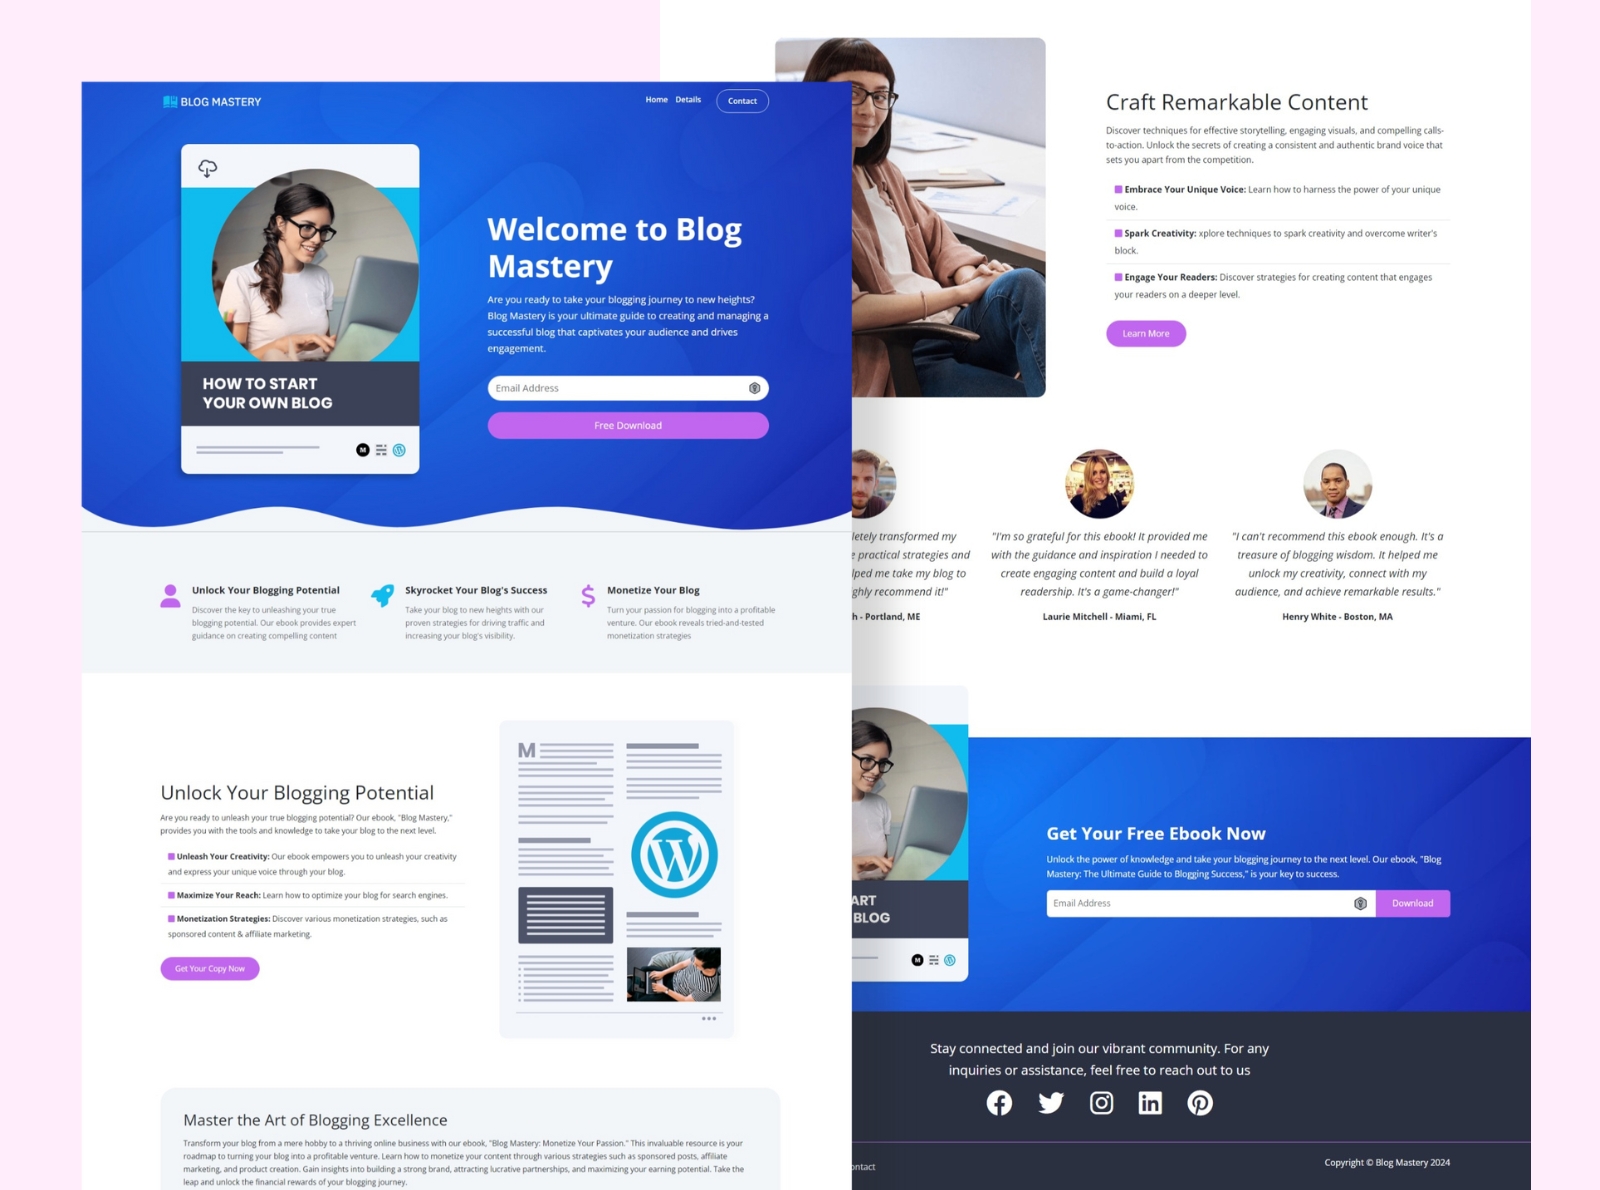 BLOG MASTERY
Home Details Contact
HOW TO START
YOUR OWN BLOG
M
Welcome to Blog
Mastery
Are you ready to take your blogging journey to new heights?
Blog Mastery is your ultimate guide to creating and managing a
successful blog that captivates your audience and drives
engagement.
Email Address
Free Download
Unlock Your Blogging Potential
Discover the key to unleashing your true
blogging potential. Our ebook provides expert
guidance on creating compelling content
Skyrocket Your Blog's Success
Take your blog to new heights with our
proven strategies for driving traffic and
increasing your blog's visibility.
Monetize Your Blog
Turn your passion for blogging into a profitable
venture. Our ebook reveals tried-and-tested
monetization strategies
Unlock Your Blogging Potential
Are you ready to unleash your true blogging potential? Our ebook, "Blog Mastery,"
provides you with the tools and knowledge to take your blog to the next level.
Unleash Your Creativity: Our ebook empowers you to unleash your creativity
and express your unique voice through your blog.
Maximize Your Reach: Learn how to optimize your blog for search engines.
Monetization Strategies: Discover various monetization strategies, such as
sponsored content & affiliate marketing.
Get Your Copy Now
M
W
Master the Art of Blogging Excellence
Transform your blog from a mere hobby to a thriving online business with our ebook, "Blog Mastery: Monetize Your Passion." This invaluable resource is your
roadmap to turning your blog into a profitable venture. Learn how to monetize your content through various strategies such as sponsored posts, affiliate
marketing, and product creation. Gain insights into building a strong brand, attracting lucrative partnerships, and maximizing your earning potential. Take the
leap and unlock the financial rewards of your blogging journey.
Craft Remarkable Content
Discover techniques for effective storytelling, engaging visuals, and compelling calls-
to-action. Unlock the secrets of creating a consistent and authentic brand voice that
sets you apart from the competition.
Embrace Your Unique Voice: Learn how to harness the power of your unique
voice.
Spark Creativity: xplore techniques to spark creativity and overcome writer's
block.
Engage Your Readers: Discover strategies for creating content that engages
your readers on a deeper level.
Learn More
letely transformed my
e practical strategies and
lped me take my blog to
ghly recommend it!"
h - Portland, ME
"I'm so grateful for this ebook! It provided me
with the guidance and inspiration I needed to
create engaging content and build a loyal
readership. It's a game-changer!"
Laurie Mitchell - Miami, FL
"I can't recommend this ebook enough. It's a
treasure of blogging wisdom. It helped me
unlock my creativity, connect with my
audience, and achieve remarkable results."
Henry White - Boston, MA
ART
BLOG
M
Get Your Free Ebook Now
Unlock the power of knowledge and take your blogging journey to the next level. Our ebook, "Blog
Mastery: The Ultimate Guide to Blogging Success," is your key to success.
Email Address
Download
Stay connected and join our vibrant community. For any
inquiries or assistance, feel free to reach out to us
in
ontact
Copyright © Blog Mastery 2024